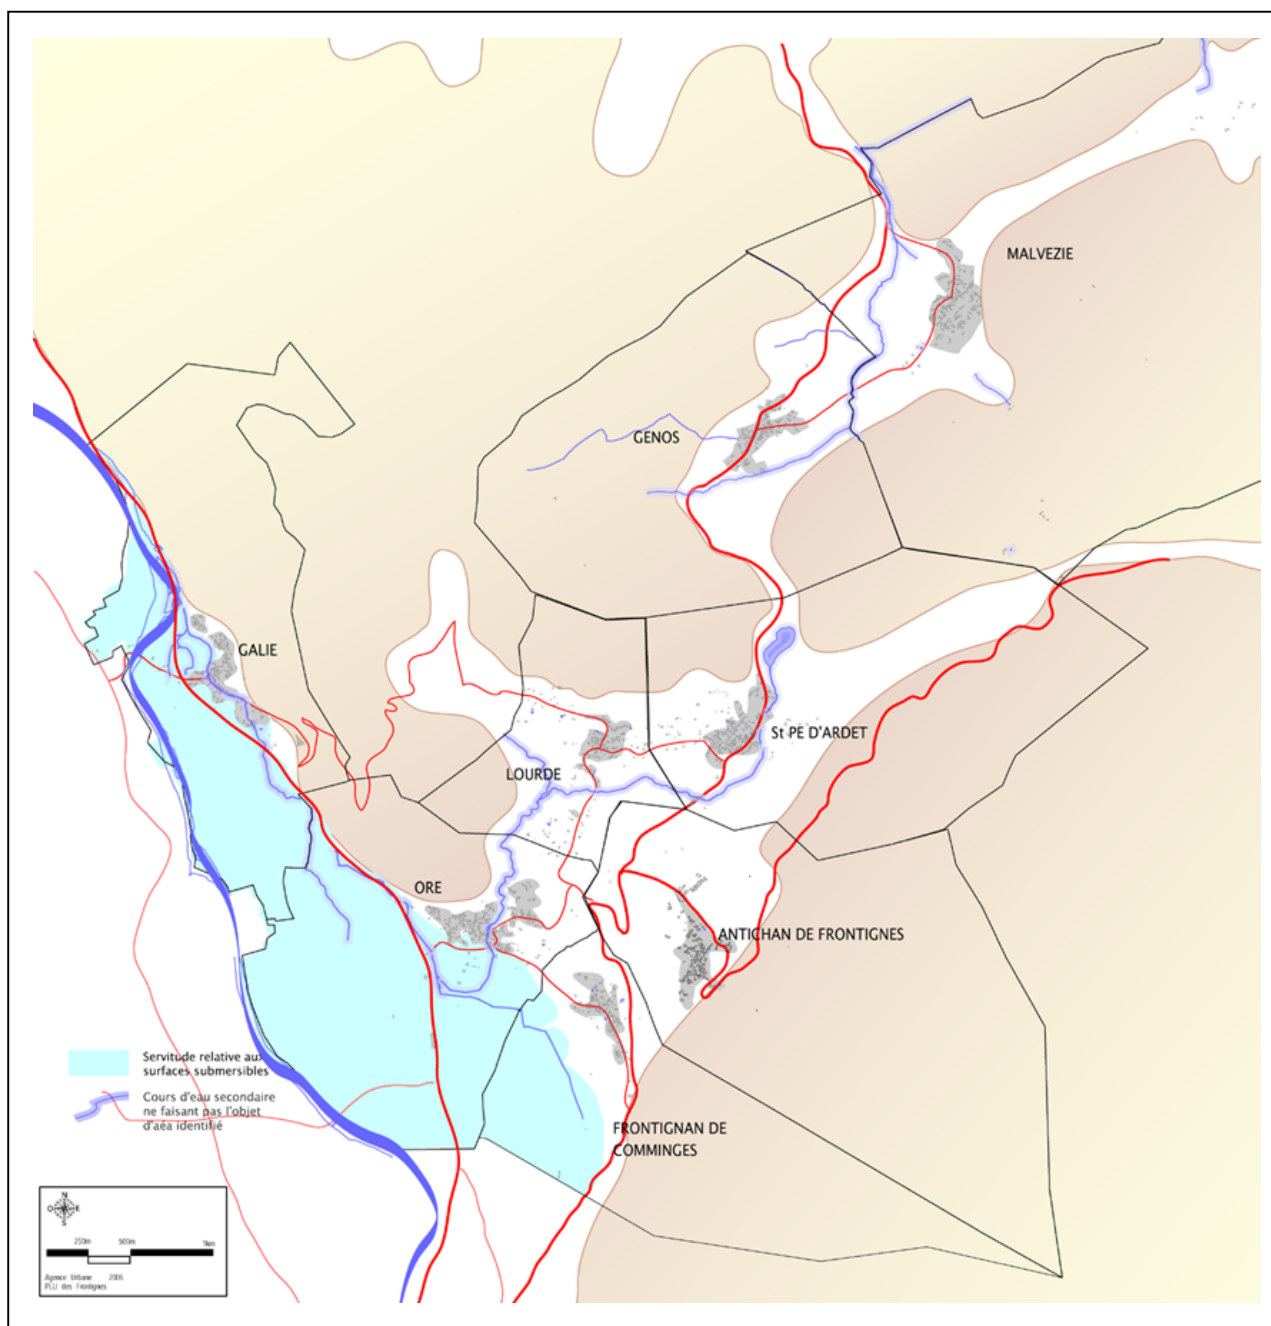 MALVEZIE
GENOS
GALIE
St PE D'ARDET
LOURDE
ORE
ANTICHAN DE FRONTIGNES
Servitude relative aux
surfaces submersibles
Cours d'eau secondaire
ne faisant pas l'objet
d'aéa identifié
FRONTIGNAN DE
COMMINGES
N
O E
S
250m 500m 1km
Agence Urbane 2006
PLU des Frontignes